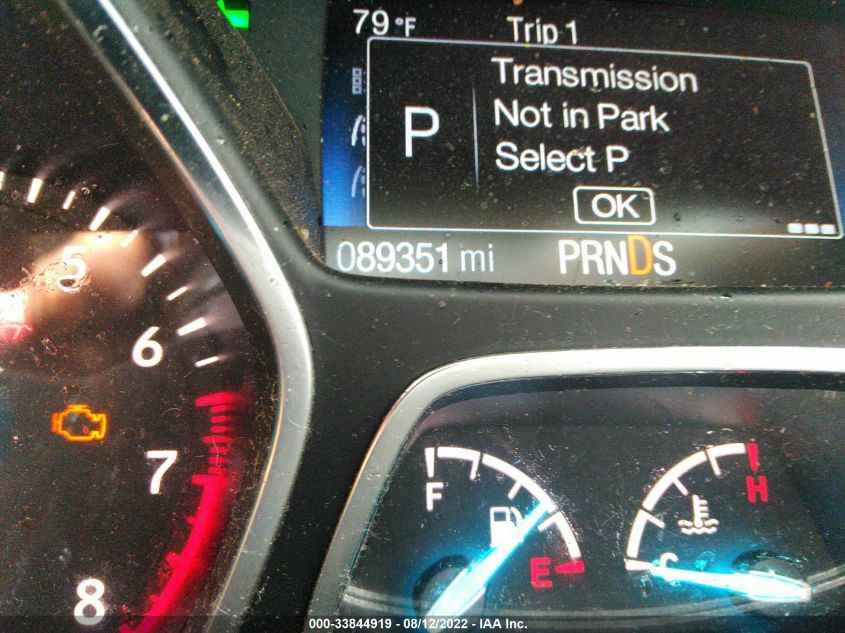 79 °F Trip 1
Transmission
P Not in Park
Select P
OK
089351 mi PRNDS
5
6
7
8
F
E
H
C
000-33844919 - 08/12/2022 - IAA Inc.